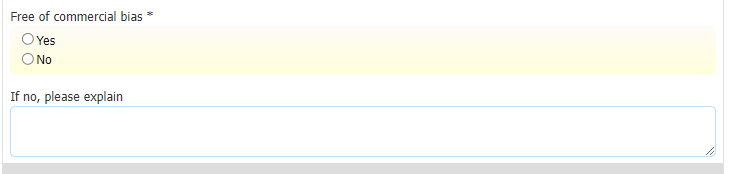 Free of commercial bias *
Yes
No
If no, please explain